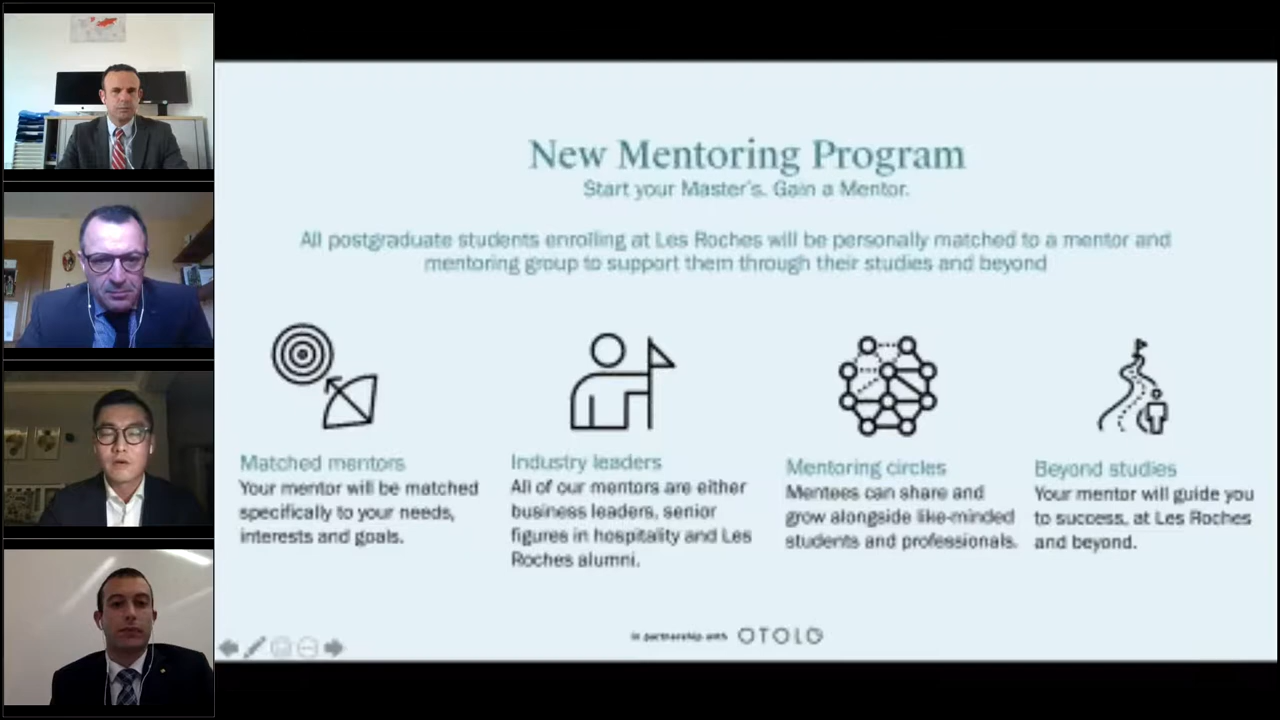 New Mentoring Program
Start your Master's. Gain a Mentor.
All postgraduate students enrolling at Les Roches will be personally matched to a mentor and
mentoring group to support them through their studies and beyond
Matched mentors
Your mentor will be matched
specifically to your needs,
interests and goals.
Industry leaders
All of our mentors are either
business leaders, senior
figures in hospitality and Les
Roches alumni.
Mentoring circles
Mentees can share and
grow alongside like-minded
students and professionals.
Beyond studies
Your mentor will guide you
to success, at Les Roches
and beyond.
in partnership with OTOLO